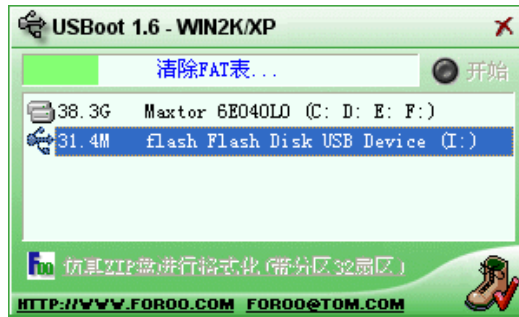 USBoot 1.6 - WIN2K/XP
清除FAT表...
开始
38.3G Maxtor 6E040L0 (C: D: E: F:)
31.4M flash Flash Disk USB Device (I:)
Foo 仿真ZIP盘进行格式化(带分区32扇区)
HTTP://WWW.FOROO.COM FOROO@TOM.COM